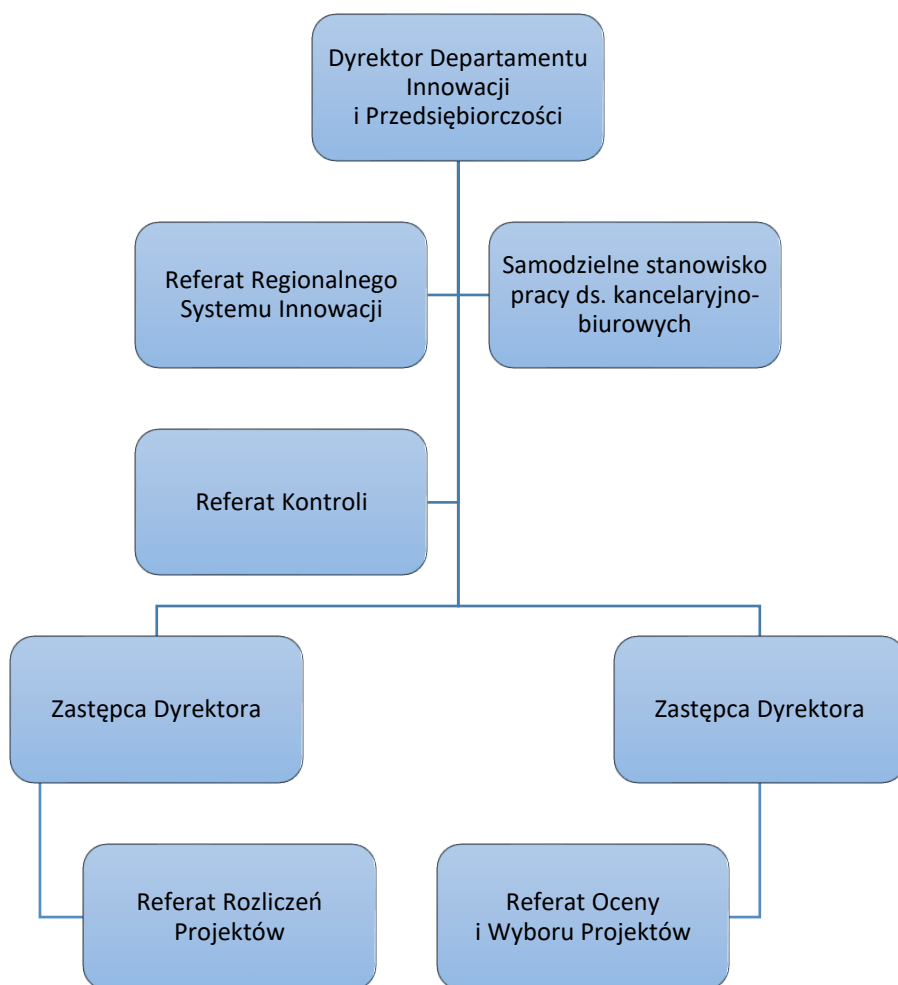 Dyrektor Departamentu
Innowacji
i Przedsiębiorczości
Referat Regionalnego
Systemu Innowacji
Samodzielne stanowisko
pracy ds. kancelaryjno-
biurowych
Referat Kontroli
Zastępca Dyrektora
Zastępca Dyrektora
Referat Rozliczeń
Projektów
Referat Oceny
i Wyboru Projektów